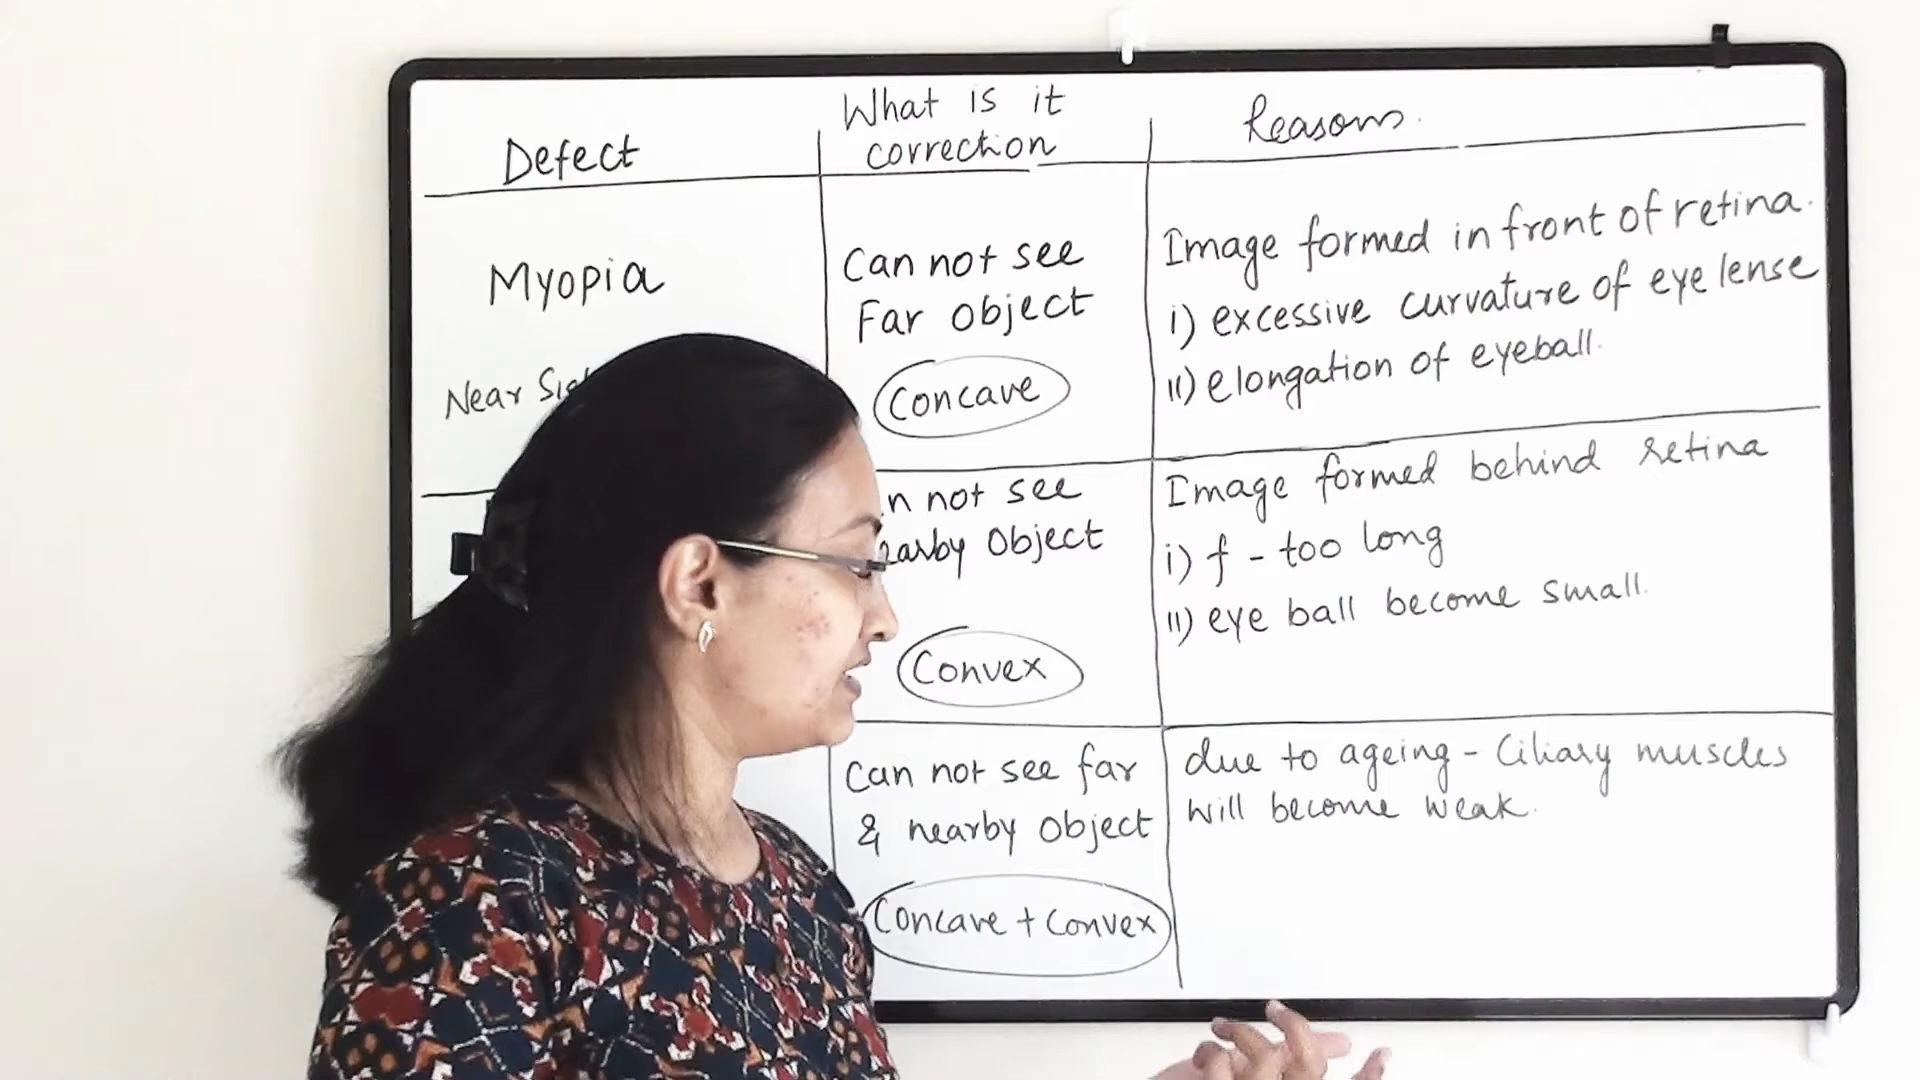 Defect
What is it
correction
Reasons.
Myopia
Near
Can not see
Far Object
Concave
Image formed in front of retina.
i) excessive curvature of eye lense
ii) elongation of eyeball.
not see
Object
Convex
Image formed behind retina
i) f - too long
ii) eye ball become small.
Can not see far
& nearby Object
Concave + Convex
due to ageing - Ciliary muscles
will become weak.